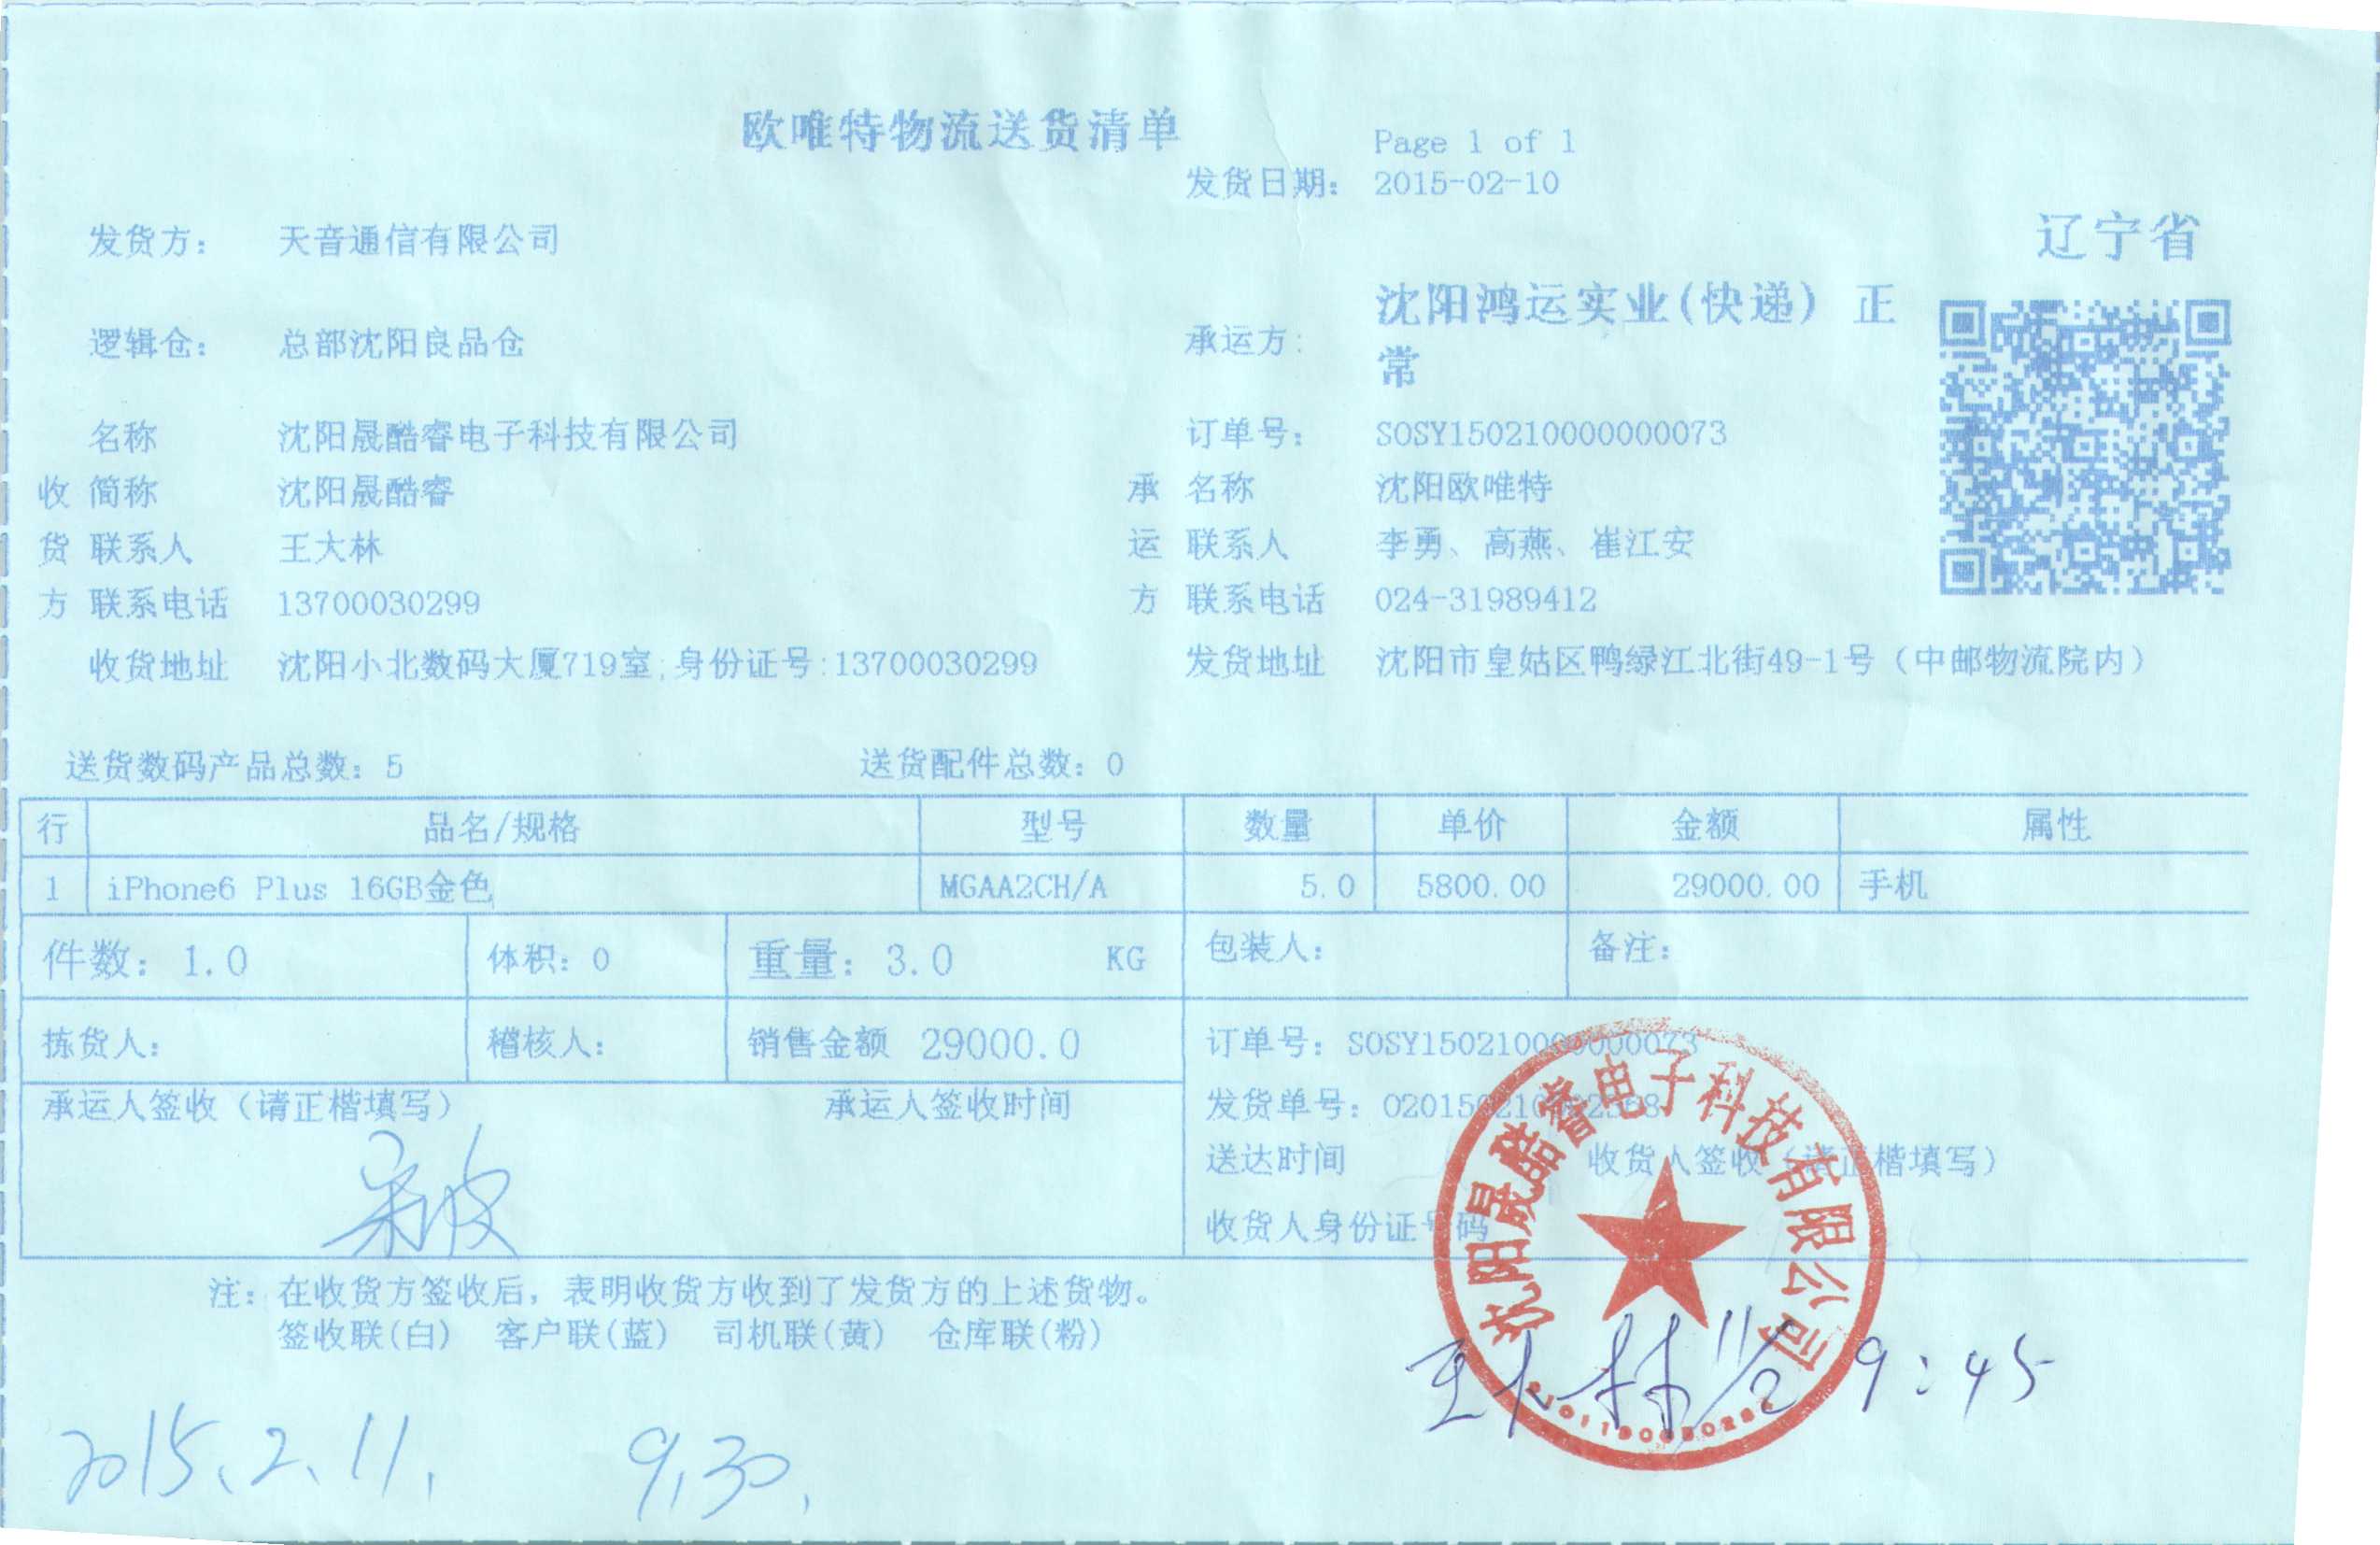 欧唯特物流送货清单
Page 1 of 1
发货日期: 2015-02-10
发货方: 天音通信有限公司
辽宁省
逻辑仓: 总部沈阳良品仓
承运方: 沈阳鸿运实业(快递) 正常
名称 沈阳晟酷睿电子科技有限公司
订单号: SOSY150210000000073
收 简称 沈阳晟酷睿
承 名称 沈阳欧唯特
货 联系人 王大林
运 联系人 李勇、高燕、崔江安
方 联系电话 13700030299
方 联系电话 024-31989412
收货地址 沈阳小北数码大厦719室;身份证号:13700030299
发货地址 沈阳市皇姑区鸭绿江北街49-1号（中邮物流院内）
送货数码产品总数: 5 送货配件总数: 0
行 品名/规格 型号 数量 单价 金额 属性
1 iPhone6 Plus 16GB金色 MGAA2CH/A 5.0 5800.00 29000.00 手机
件数: 1.0 体积: 0 重量: 3.0 KG 包装人: 备注:
拣货人: 稽核人: 销售金额 29000.0
订单号: SOSY150210000000073
承运人签收（请正楷填写） 承运人签收时间
发货单号:
送达时间 收货人签收（请正楷填写）
收货人身份证号码
沈阳晟酷睿电子科技有限公司
注: 在收货方签收后，表明收货方收到了发货方的上述货物。
签收联(白) 客户联(蓝) 司机联(黄) 仓库联(粉)
王大林 11/2 9:45
2015.2.11. 9.30.